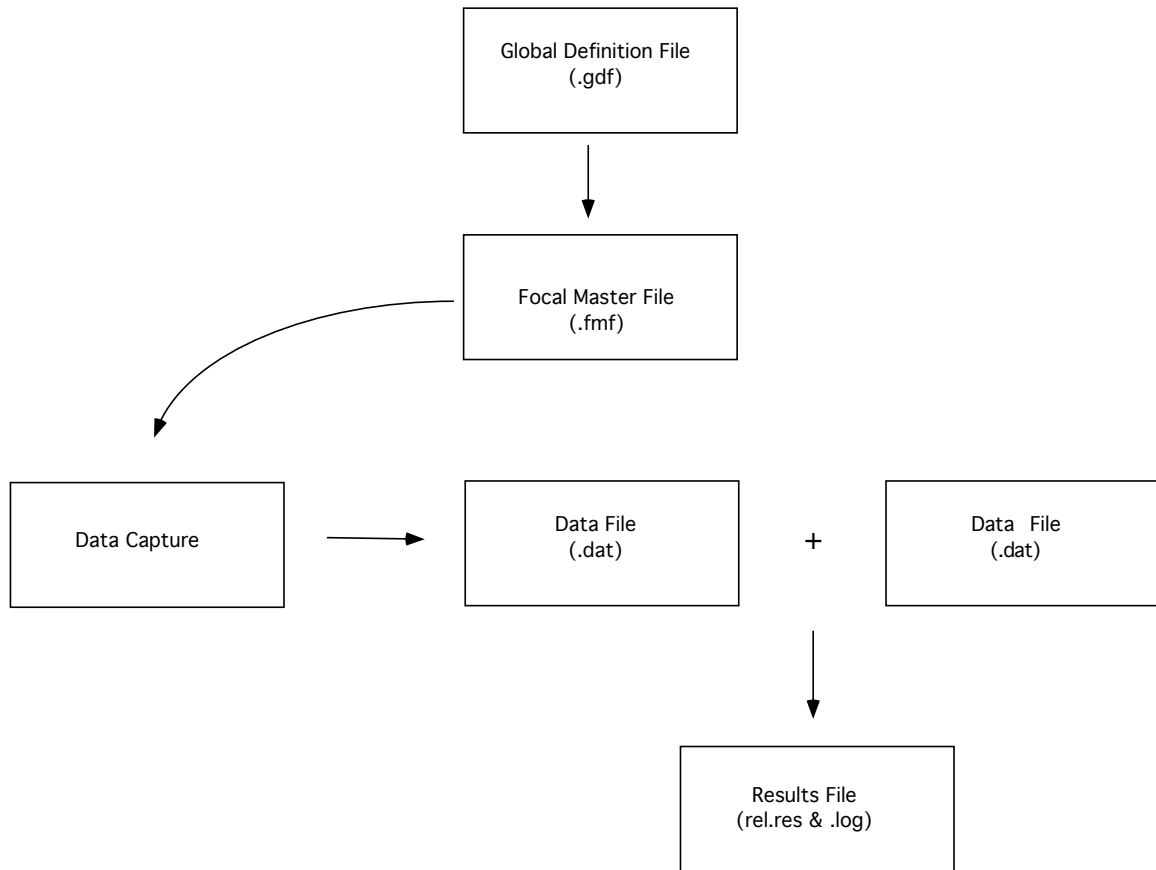 Global Definition File
(.gdf)
Focal Master File
(.fmf)
Data Capture
Data File
(.dat)
+
Data File
(.dat)
Results File
(rel.res & .log)